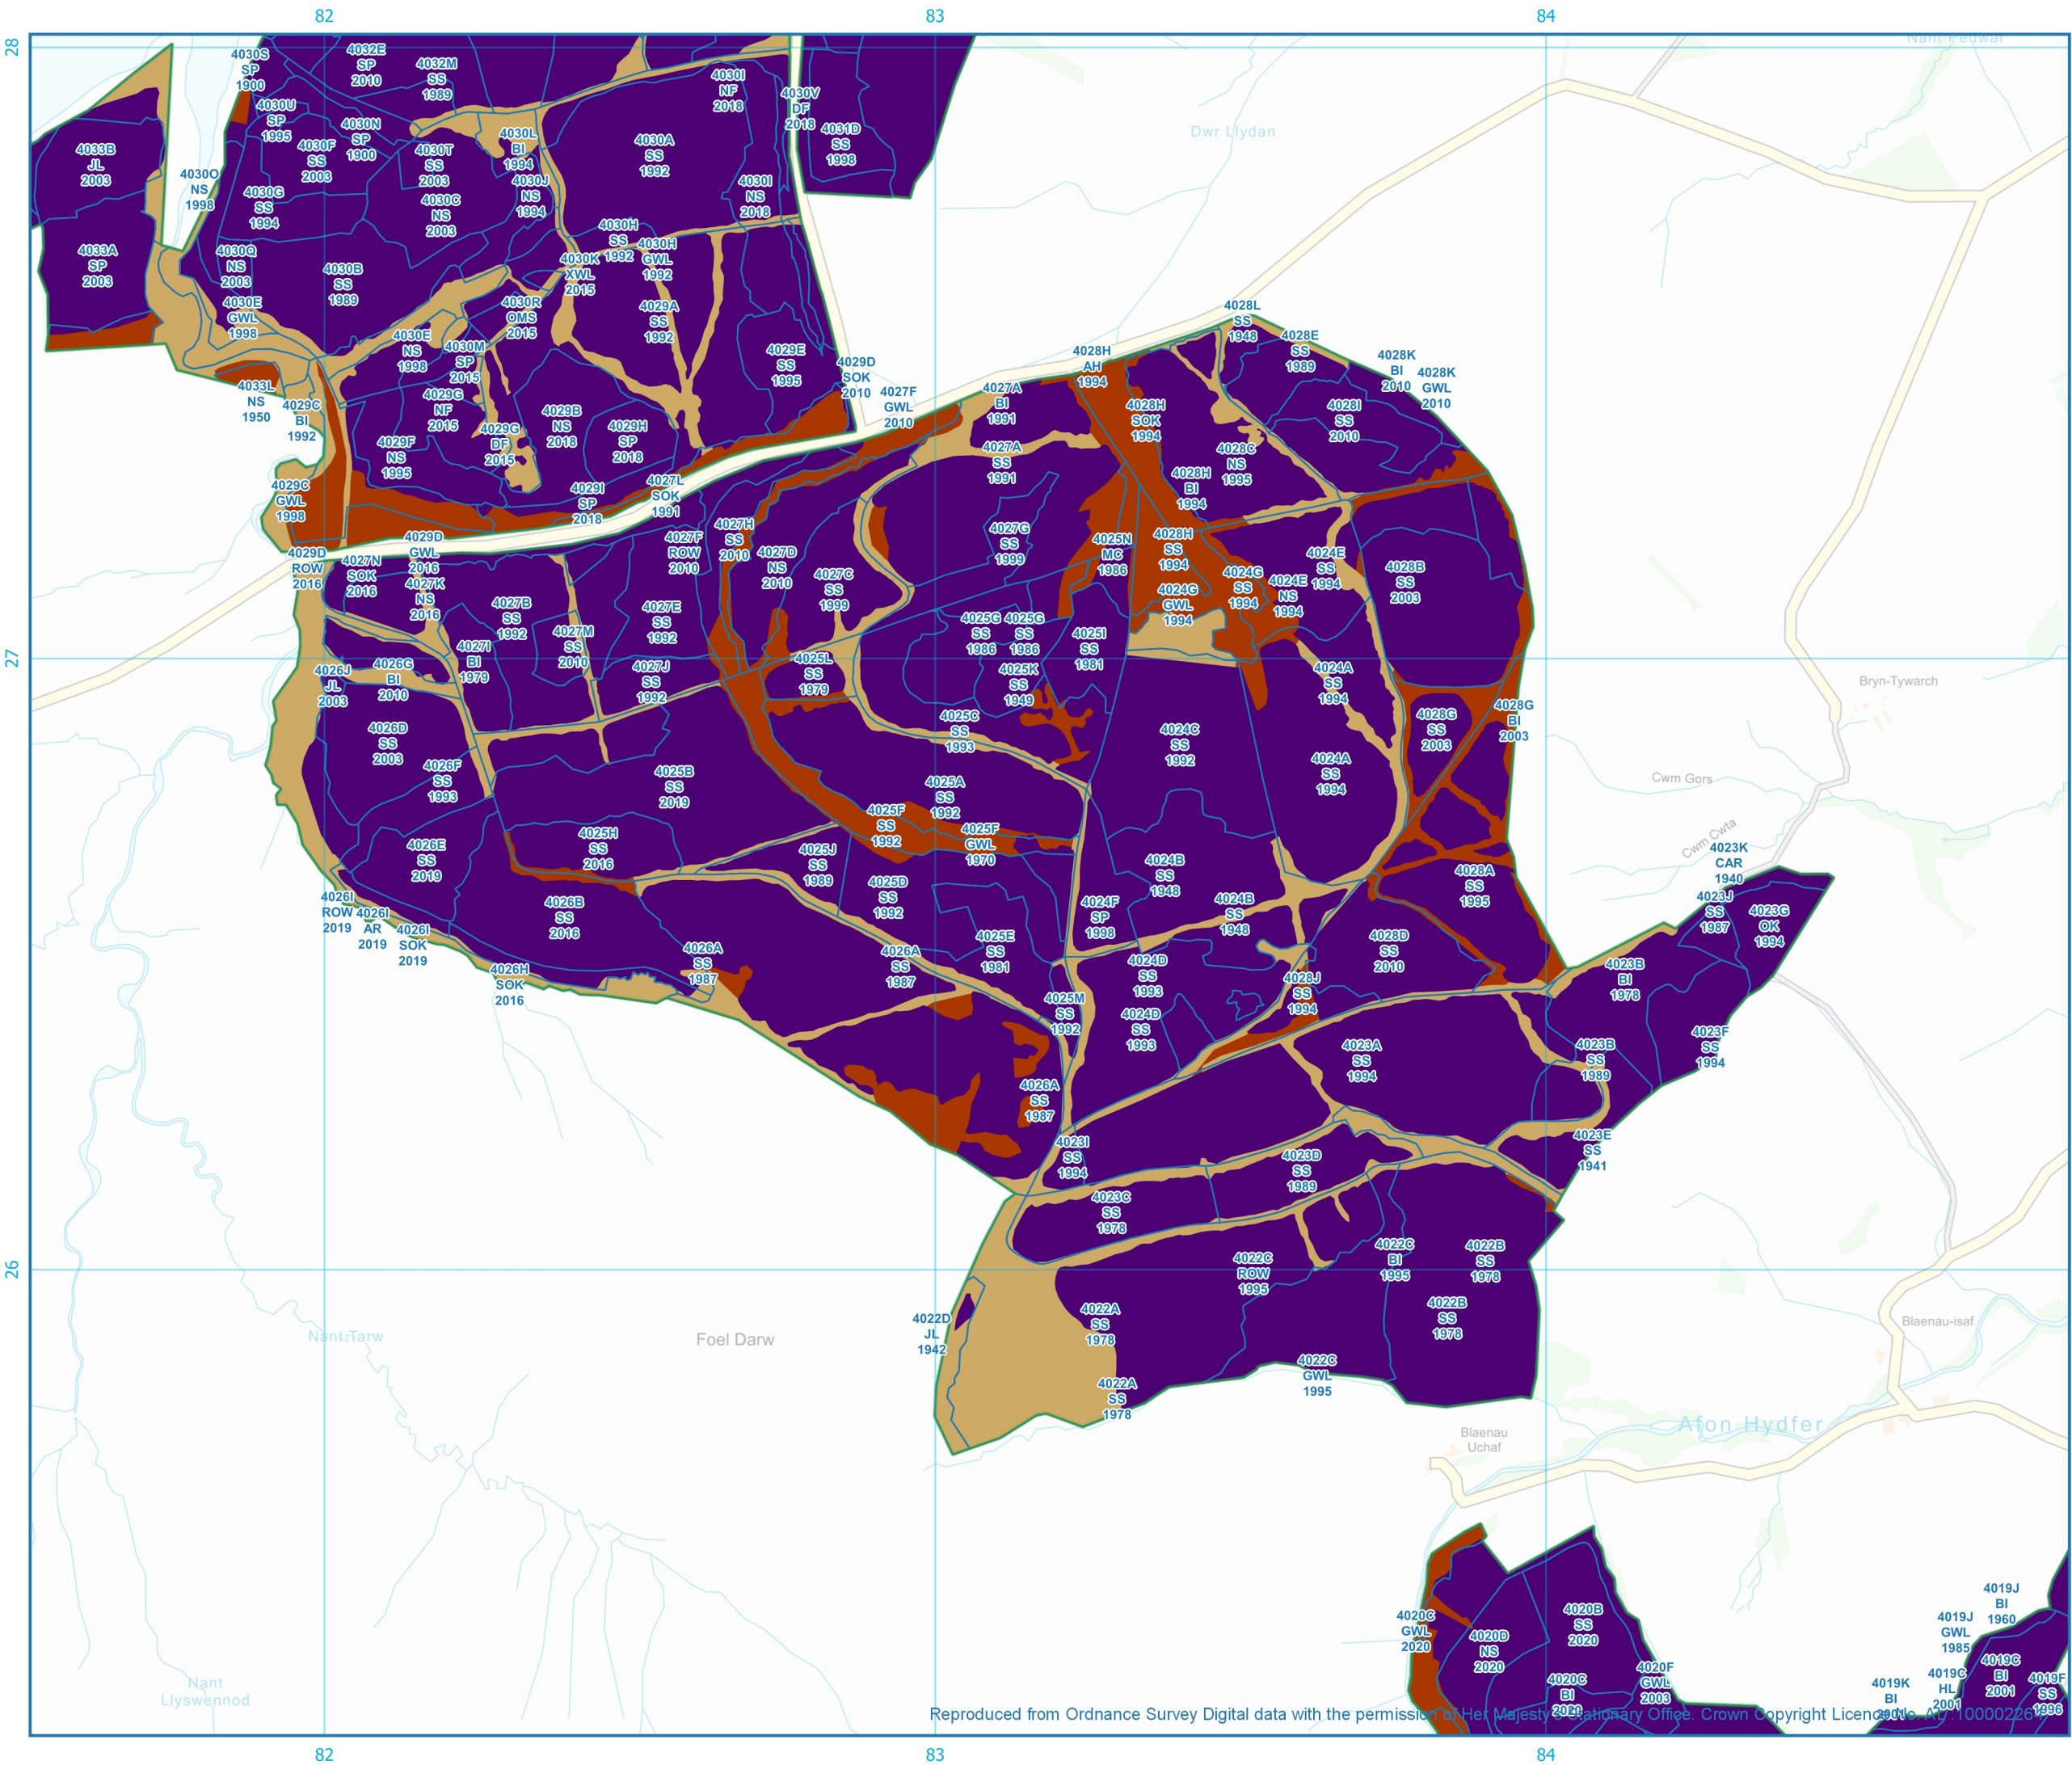 82
83
84
28
27
26
Nant Pedwar
Dwr Llydan
4030S
SP
1900
4032E
SP
2010
4032M
SS
1989
4030I
NF
2018
4030V
DF
2018
4031D
SS
1998
4030U
SP
1995
4030N
SP
1900
4030F
SS
2003
4030T
SS
2003
4030L
BI
1994
4030A
SS
1992
4033B
JL
2003
4030O
NS
1998
4030G
SS
1994
4030C
NS
2003
4030J
NS
1994
4030I
NS
2018
4033A
SP
2003
4030Q
NS
2003
4030B
SS
1989
4030H
SS
1992
4030H
GWL
1992
4030K
XWL
2015
4030E
GWL
1998
4030R
OMS
2015
4029A
SS
1992
4030E
NS
1998
4030M
SP
2015
4029E
SS
1995
4029D
SOK
2010
4033L
NS
1950
4029C
BI
1992
4029G
NF
2015
4029B
NS
2018
4029H
SP
2018
4029F
NS
1995
4029G
DF
2015
4029C
GWL
1998
4029I
SP
2018
4027L
SOK
1991
4027F
GWL
2010
4027A
BI
1991
4028H
AH
1994
4028L
SS
1948
4028E
SS
1989
4028K
BI
2010
4028K
GWL
2010
4028H
SOK
1994
4028I
SS
2010
4027A
SS
1991
4028C
NS
1995
4028H
BI
1994
4029D
ROW
2016
4027N
SOK
2016
4029D
GWL
2016
4027K
NS
2016
4027F
ROW
2010
4027H
SS
2010
4027D
NS
2010
4027C
SS
1999
4027G
SS
1999
4025N
MC
1986
4028H
SS
1994
4024G
GWL
1994
4024G
SS
1994
4024E
NS
1994
4024E
SS
1994
4028B
SS
2003
4027B
SS
1992
4027M
SS
2010
4027E
SS
1992
4027I
BI
1979
4027J
SS
1992
4026J
JL
2003
4026G
BI
2010
4025L
SS
1979
4025G
SS
1986
4025G
SS
1986
4025I
SS
1981
4025K
SS
1949
4024A
SS
1994
4026D
SS
2003
4026F
SS
1993
4025C
SS
1993
4024C
SS
1992
4024A
SS
1994
4028G
SS
2003
4028G
BI
2003
Bryn-Tywarch
4025B
SS
2019
4025A
SS
1992
Cwm Gors
Cwm Cwta
4026E
SS
2019
4025H
SS
2016
4025J
SS
1989
4025F
SS
1992
4025F
GWL
1970
4024B
SS
1948
4028A
SS
1995
4023K
CAR
1940
4023J
SS
1987
4023G
OK
1994
4026I
ROW
2019
4026I
AR
2019
4026I
SOK
2019
4026B
SS
2016
4025D
SS
1992
4024F
SP
1998
4024B
SS
1948
4026H
SOK
2016
4026A
SS
1987
4026A
SS
1987
4025E
SS
1981
4024D
SS
1993
4028D
SS
2010
4028J
SS
1994
4023B
BI
1978
4025M
SS
1992
4024D
SS
1993
4023A
SS
1994
4023B
SS
1989
4023F
SS
1994
4026A
SS
1987
4023I
SS
1994
4023D
SS
1989
4023E
SS
1941
4023C
SS
1978
4022C
ROW
1995
4022C
BI
1995
4022B
SS
1978
4022D
JL
1942
4022A
SS
1978
4022B
SS
1978
4022A
SS
1978
4022C
GWL
1995
Nant Tarw
Foel Darw
Blaenau-isaf
Afon Hydfer
Blaenau
Uchaf
Nant
Llyswennod
4020C
GWL
2020
4020D
NS
2020
4020B
SS
2020
4020C
BI
2020
4020F
GWL
2003
4019J
BI
1960
4019J
GWL
1985
4019C
BI
2001
4019C
HL
2001
4019K
BI
4019F
SS
1996
Reproduced from Ordnance Survey Digital data with the permission of Her Majesty's Stationary Office. Crown Copyright Licence No.
82
83
84